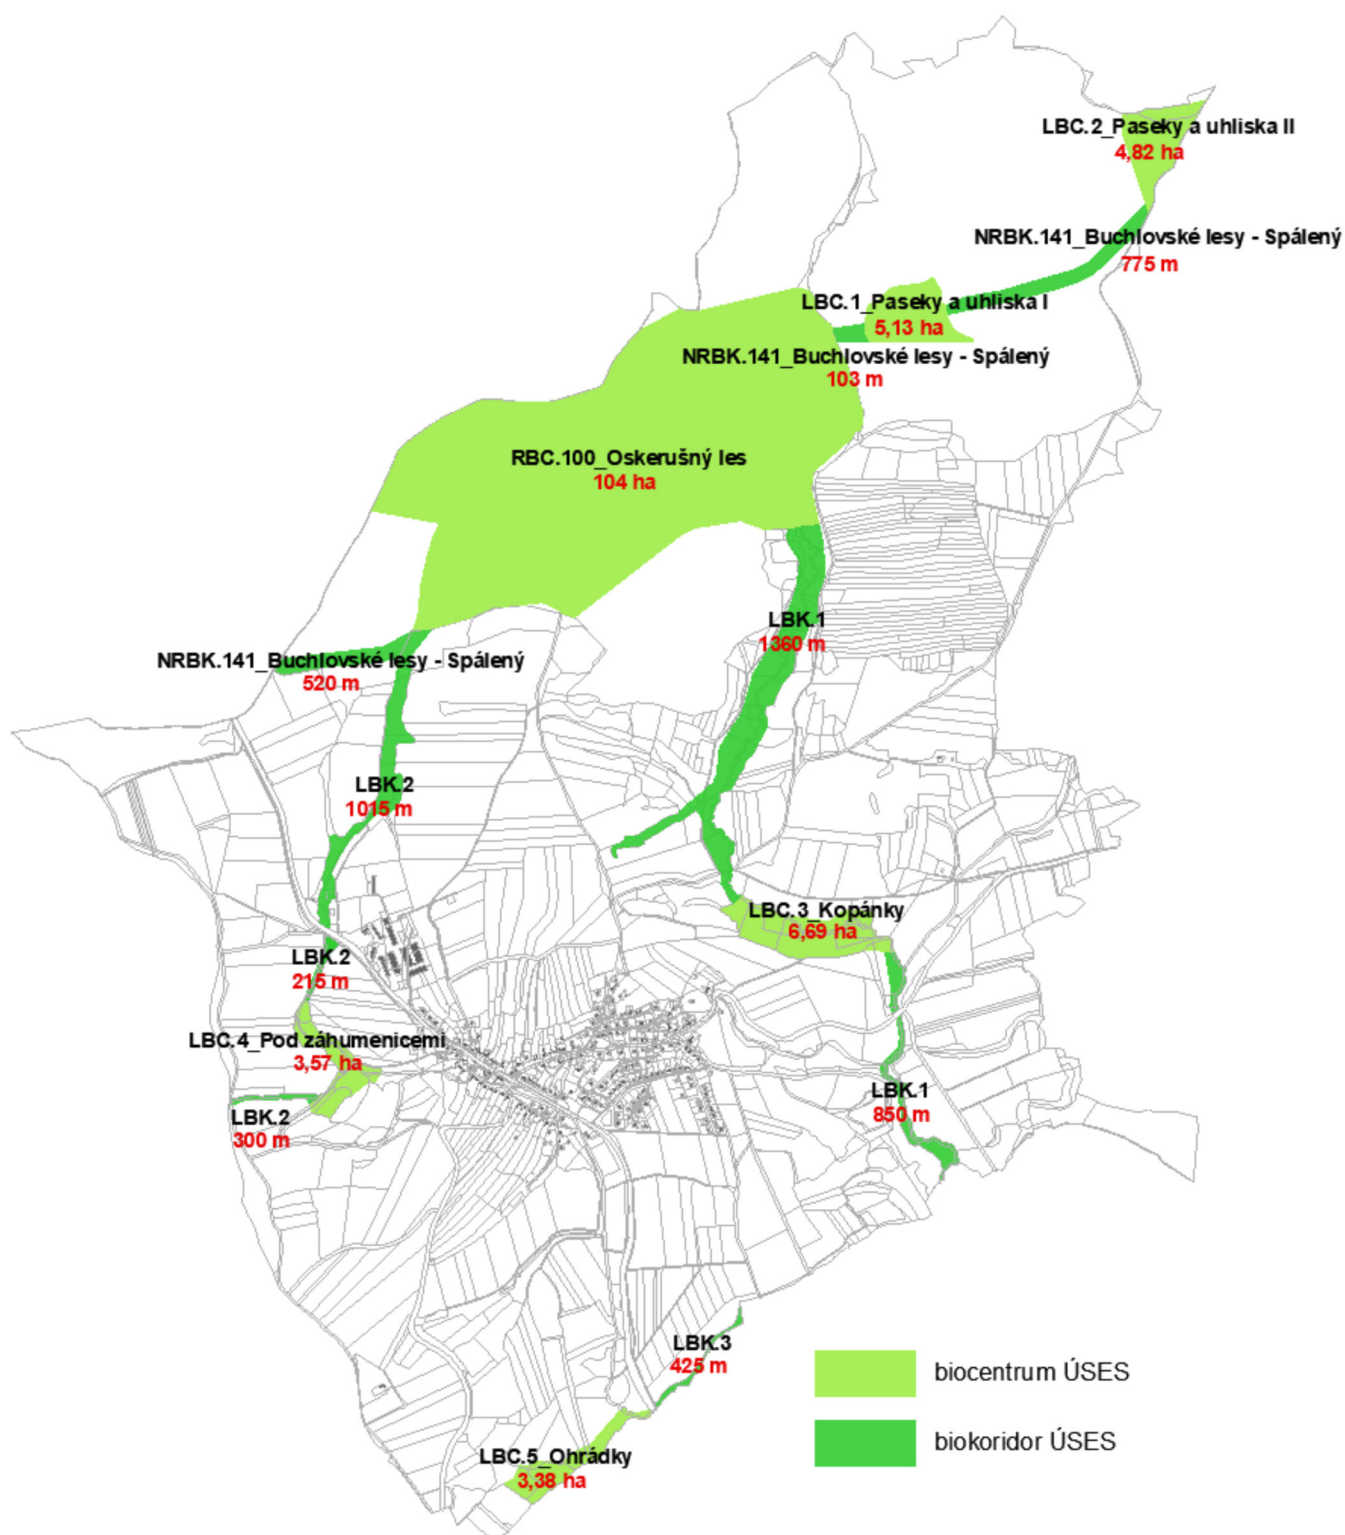 LBC.2_Paseky a uhliska II
4,82 ha
NRBK.141_Buchlovské lesy - Spálený
775 m
LBC.1_Paseky a uhliska I
5,13 ha
NRBK.141_Buchlovské lesy - Spálený
103 m
RBC.100_Oskerušný les
104 ha
LBK.1
1360 m
NRBK.141_Buchlovské lesy - Spálený
520 m
LBK.2
1015 m
LBC.3_Kopánky
6,69 ha
LBK.2
215 m
LBC.4_Pod záhumenicemi
3,57 ha
LBK.2
300 m
LBK.1
850 m
LBK.3
425 m
LBC.5_Ohrádky
3,38 ha
biocentrum ÚSES
biokoridor ÚSES